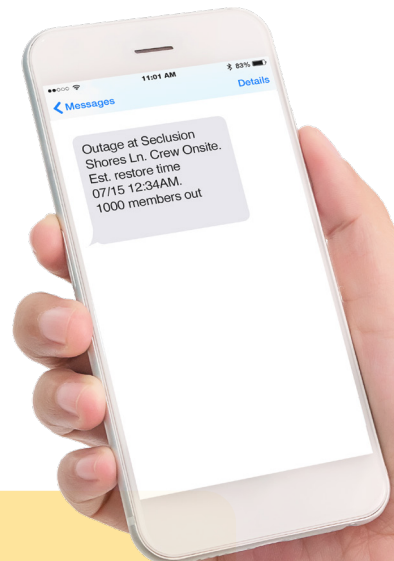 11:01 AM
83%
Messages
Details
Outage at Seclusion
Shores Ln. Crew Onsite.
Est. restore time
07/15 12:34AM.
1000 members out